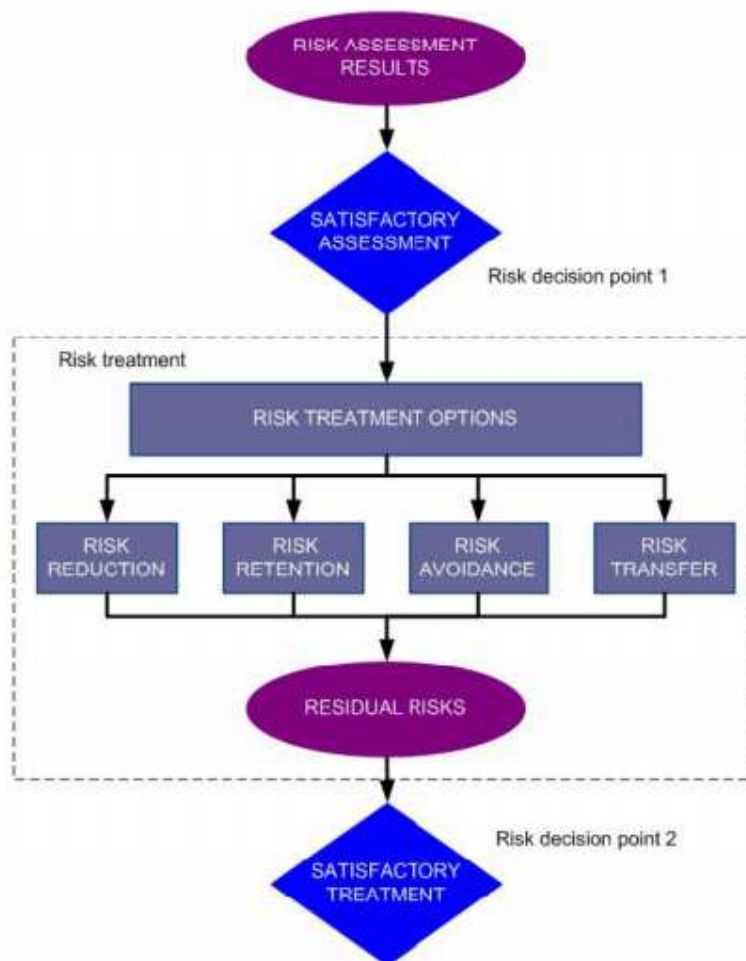 RISK ASSESSMENT
RESULTS
SATISFACTORY
ASSESSMENT
Risk decision point 1
Risk treatment
RISK TREATMENT OPTIONS
RISK
REDUCTION
RISK
RETENTION
RISK
AVOIDANCE
RISK
TRANSFER
RESIDUAL RISKS
Risk decision point 2
SATISFACTORY
TREATMENT